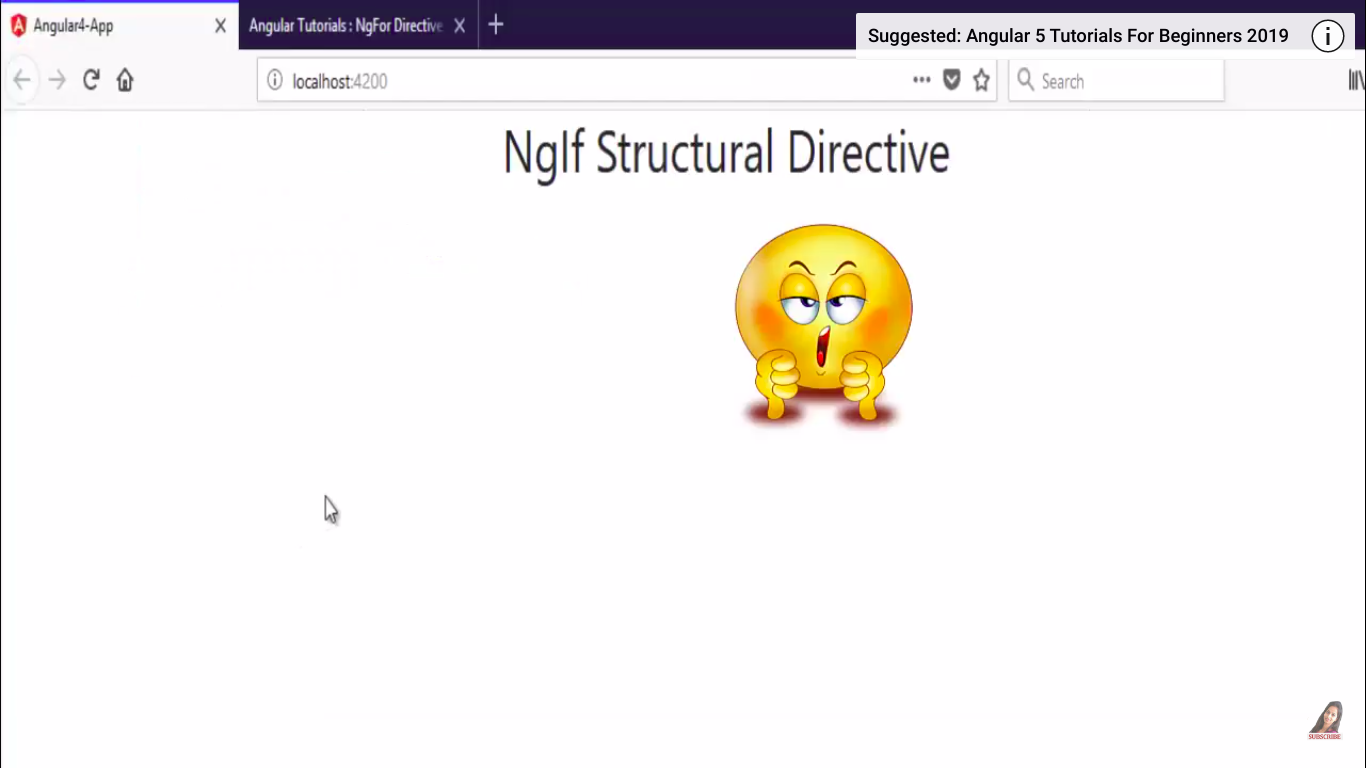 Angular4-App
Angular Tutorials : NgFor Directive
Suggested: Angular 5 Tutorials For Beginners 2019
localhost:4200
Search
NgIf Structural Directive
SUBSCRIBE